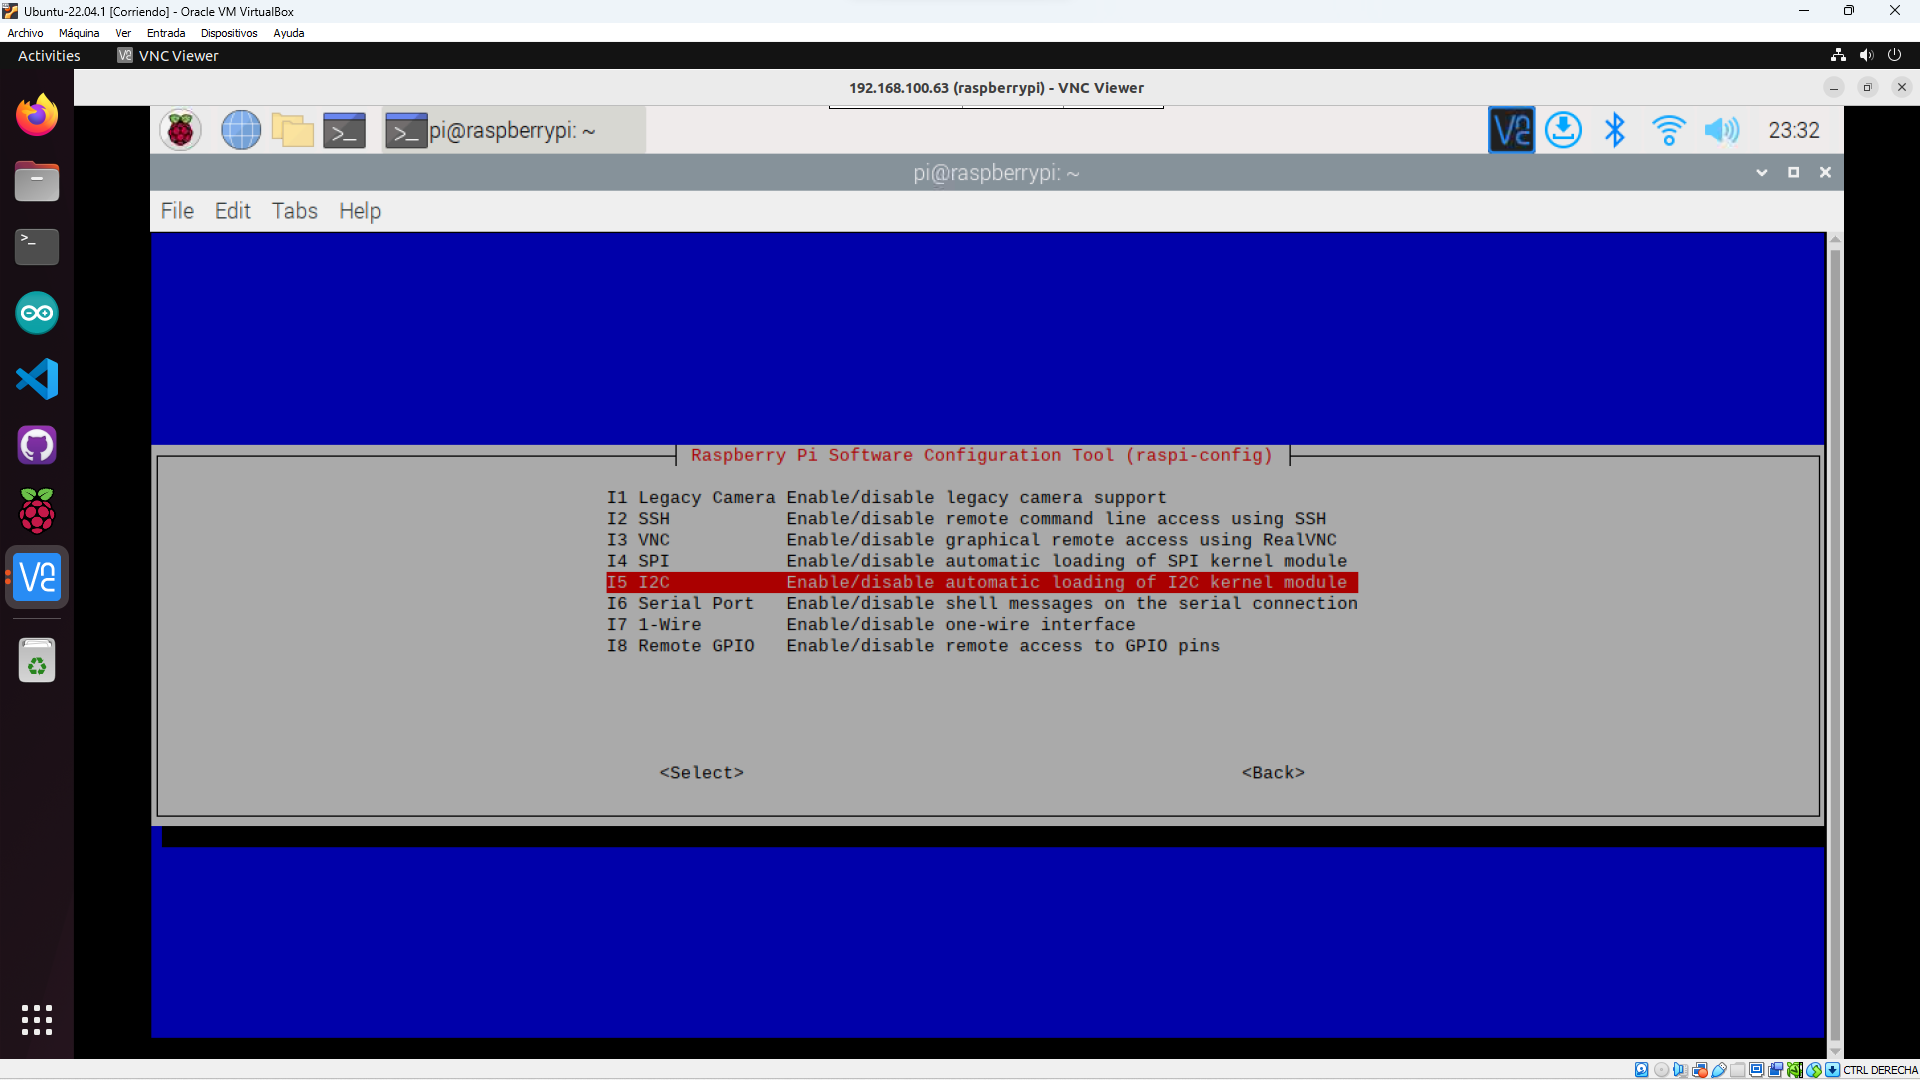 Ubuntu-22.04.1 [Corriendo] - Oracle VM VirtualBox
Archivo Máquina Ver Entrada Dispositivos Ayuda
Activities VNC Viewer
192.168.100.63 (raspberrypi) - VNC Viewer
pi@raspberrypi: ~ 23:32
pi@raspberrypi: ~
File Edit Tabs Help
Raspberry Pi Software Configuration Tool (raspi-config)
I1 Legacy Camera Enable/disable legacy camera support
I2 SSH Enable/disable remote command line access using SSH
I3 VNC Enable/disable graphical remote access using RealVNC
I4 SPI Enable/disable automatic loading of SPI kernel module
I5 I2C Enable/disable automatic loading of I2C kernel module
I6 Serial Port Enable/disable shell messages on the serial connection
I7 1-Wire Enable/disable one-wire interface
I8 Remote GPIO Enable/disable remote access to GPIO pins
<Select> <Back>
CTRL DERECHA